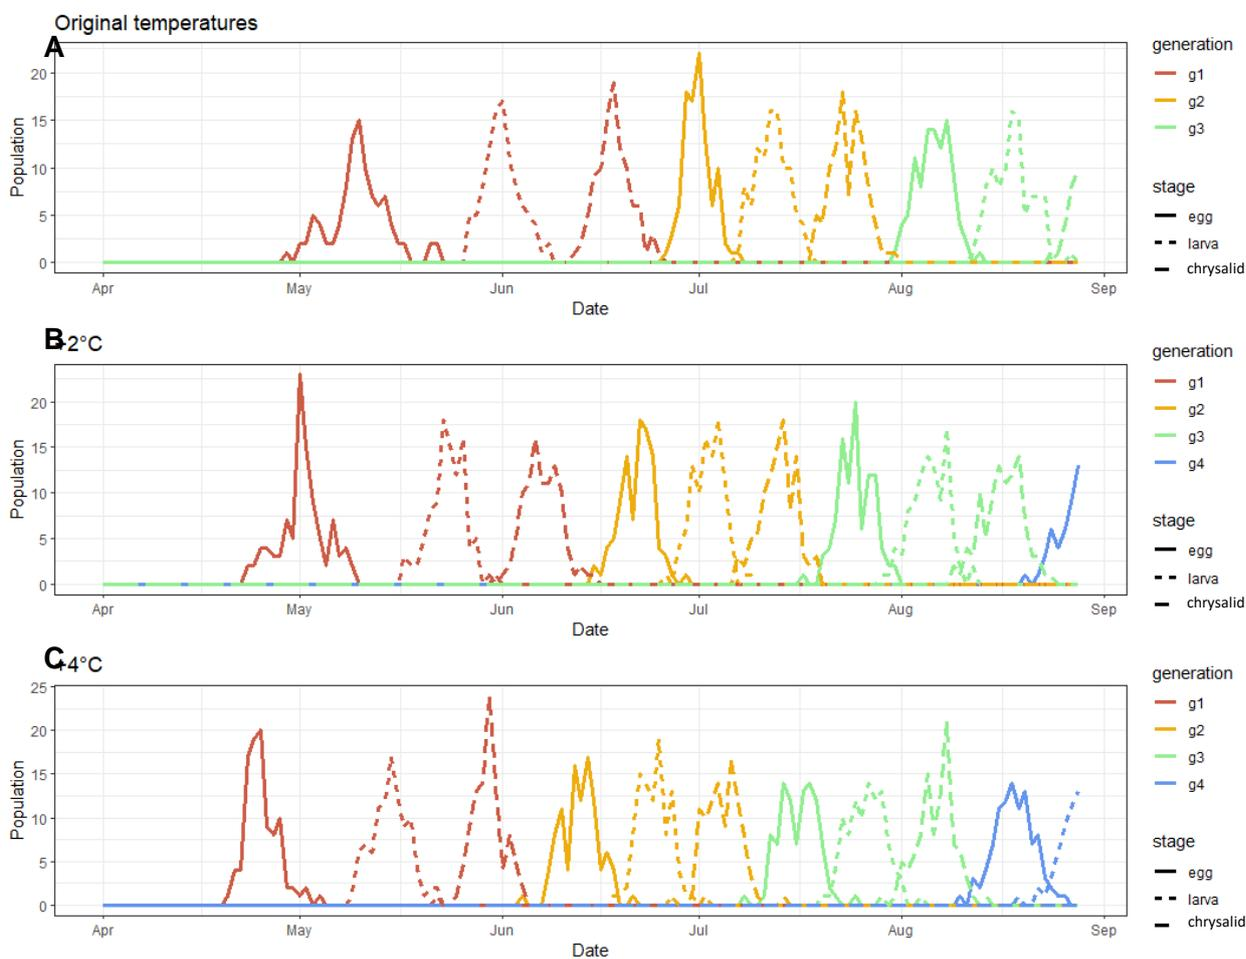 Original temperatures
A
20
15
10
5
0
Population
Apr May Jun Jul Aug Sep
Date
generation
g1
g2
g3
stage
egg
larva
chrysalid
B
+2°C
20
15
10
5
0
Population
Apr May Jun Jul Aug Sep
Date
generation
g1
g2
g3
g4
stage
egg
larva
chrysalid
C
+4°C
25
20
15
10
5
0
Population
Apr May Jun Jul Aug Sep
Date
generation
g1
g2
g3
g4
stage
egg
larva
chrysalid